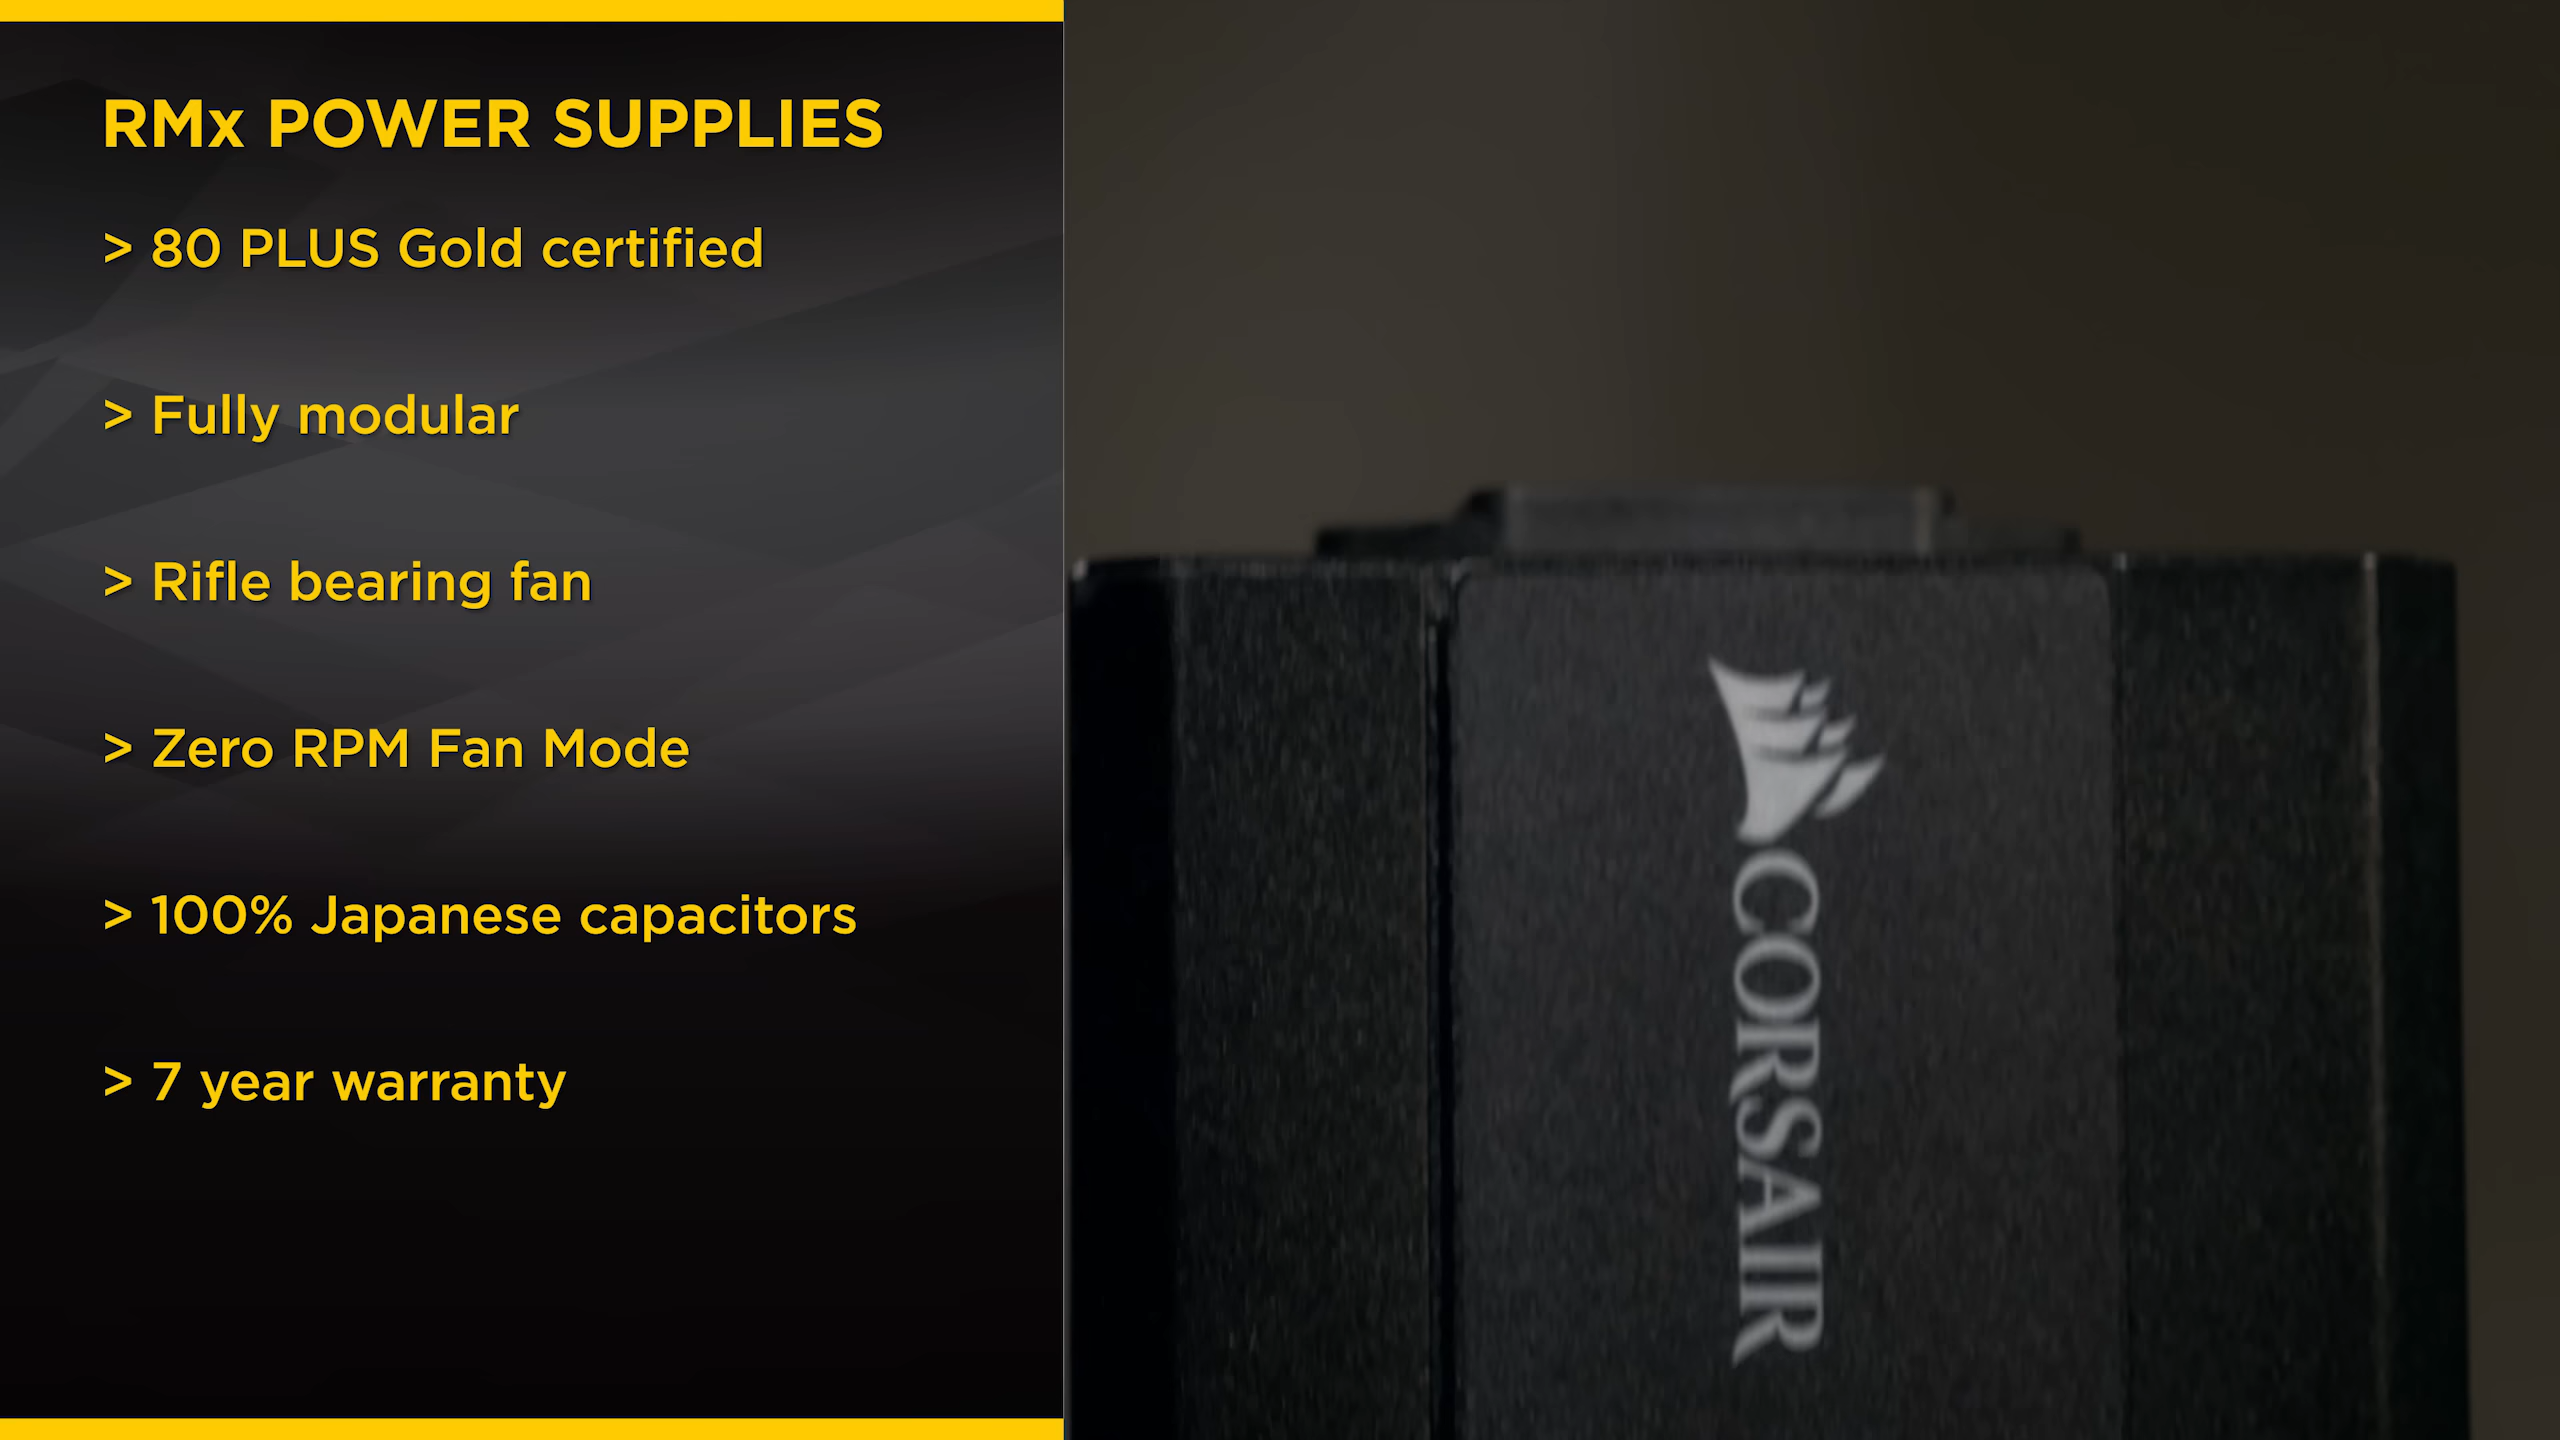 RMx POWER SUPPLIES
> 80 PLUS Gold certified
> Fully modular
> Rifle bearing fan
> Zero RPM Fan Mode
> 100% Japanese capacitors
> 7 year warranty
CORSAIR